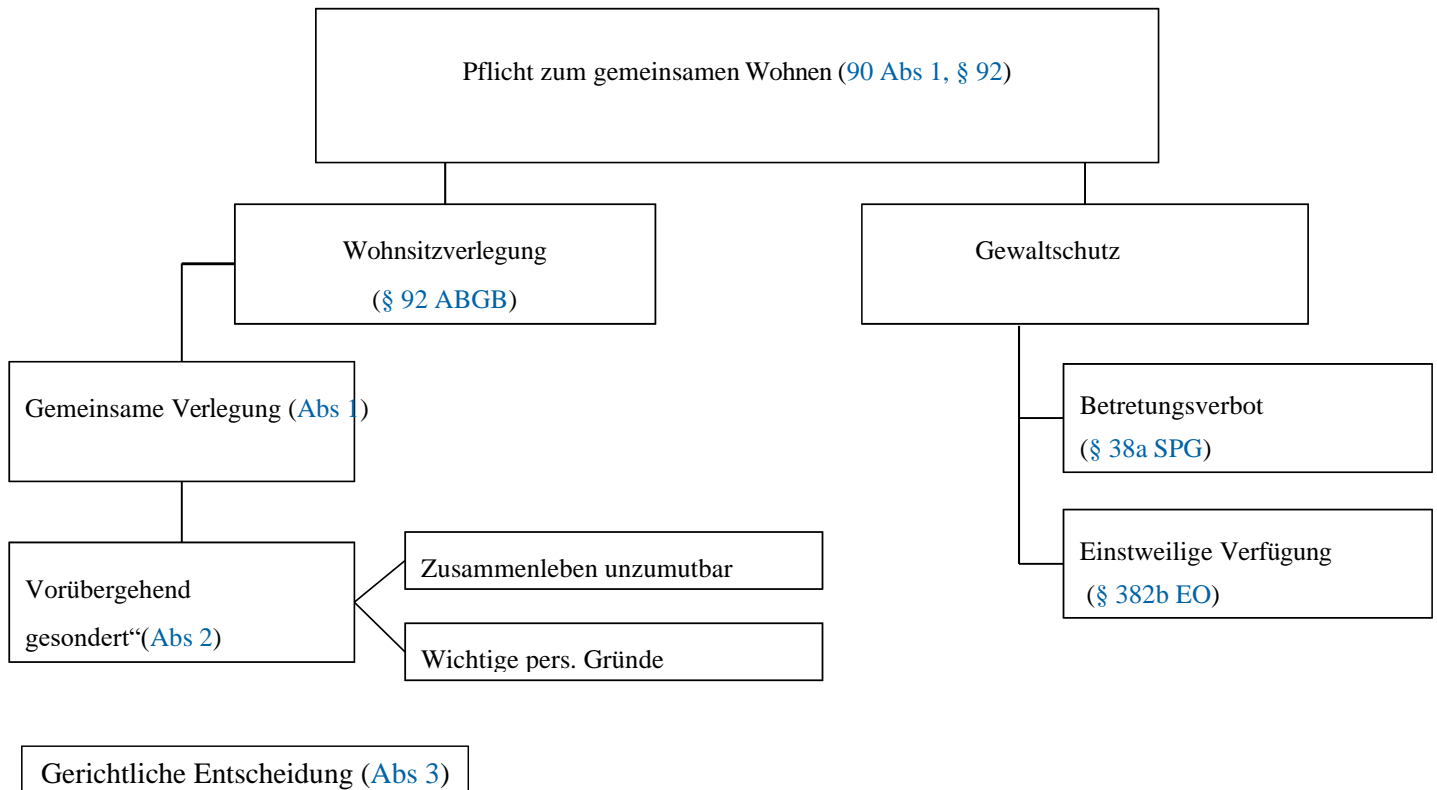 Pflicht zum gemeinsamen Wohnen (90 Abs 1, § 92)
Wohnsitzverlegung
(§ 92 ABGB)
Gewaltschutz
Gemeinsame Verlegung (Abs 1)
Betretungsverbot
(§ 38a SPG)
Vorübergehend
gesondert“(Abs 2)
Zusammenleben unzumutbar
Wichtige pers. Gründe
Einstweilige Verfügung
(§ 382b EO)
Gerichtliche Entscheidung (Abs 3)